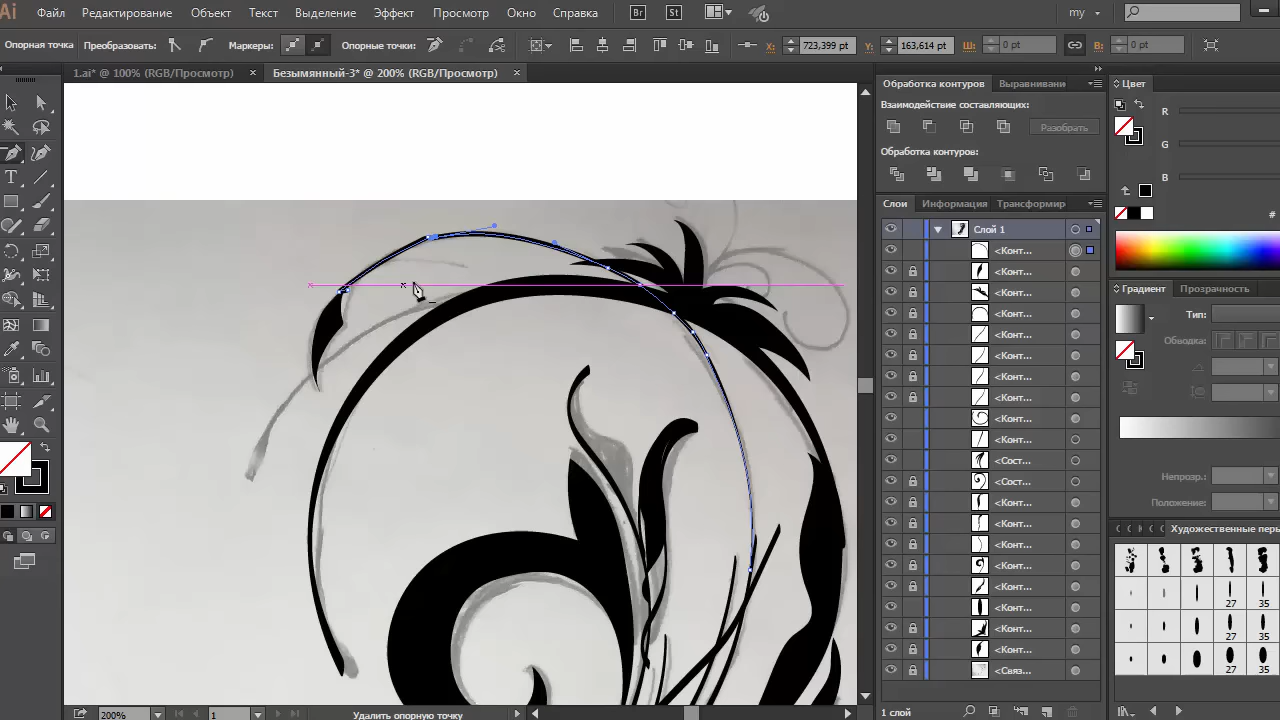 Ai Файл Редактирование Объект Текст Выделение Эффект Просмотр Окно Справка Br St my
Опорная точка Преобразовать: Маркеры: Опорные точки: X: 723,399 pt Y: 163,614 pt Ш: 0 pt В: 0 pt
1.ai* @ 100% (RGB/Просмотр) × Безымянный-3* @ 200% (RGB/Просмотр) ×
Обработка контуров Выравнивани
Взаимодействие составляющих:
Разобрать
Обработка контуров:
Слои Информация Трансформир
Слой 1
<Конт...
<Конт...
<Конт...
<Конт...
<Конт...
<Конт...
<Конт...
<Конт...
<Конт...
<Конт...
<Сост...
<Сост...
<Конт...
<Конт...
<Конт...
<Конт...
<Конт...
<Конт...
<Конт...
<Конт...
<Связ...
1 слой
Цвет
R
G
B
#
Градиент Прозрачность
Тип:
Обводка:
Непрозр.:
Положение:
Художественные перь
27 35
27 35
27 35
200% 1 Удалить опорную точку